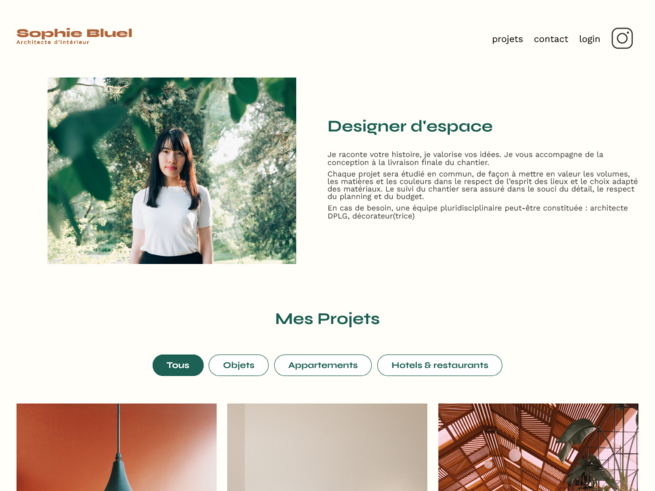 Sophie Bluel
Architecte d'intérieur
projets contact login
Designer d'espace
Je raconte votre histoire, je valorise vos idées. Je vous accompagne de la
conception à la livraison finale du chantier.
Chaque projet sera étudié en commun, de façon à mettre en valeur les volumes,
les matières et les couleurs dans le respect de l'esprit des lieux et le choix adapté
des matériaux. Le suivi du chantier sera assuré dans le souci du détail, le respect
du planning et du budget.
En cas de besoin, une équipe pluridisciplinaire peut-être constituée : architecte
DPLG, décorateur(trice)
Mes Projets
Tous Objets Appartements Hotels & restaurants